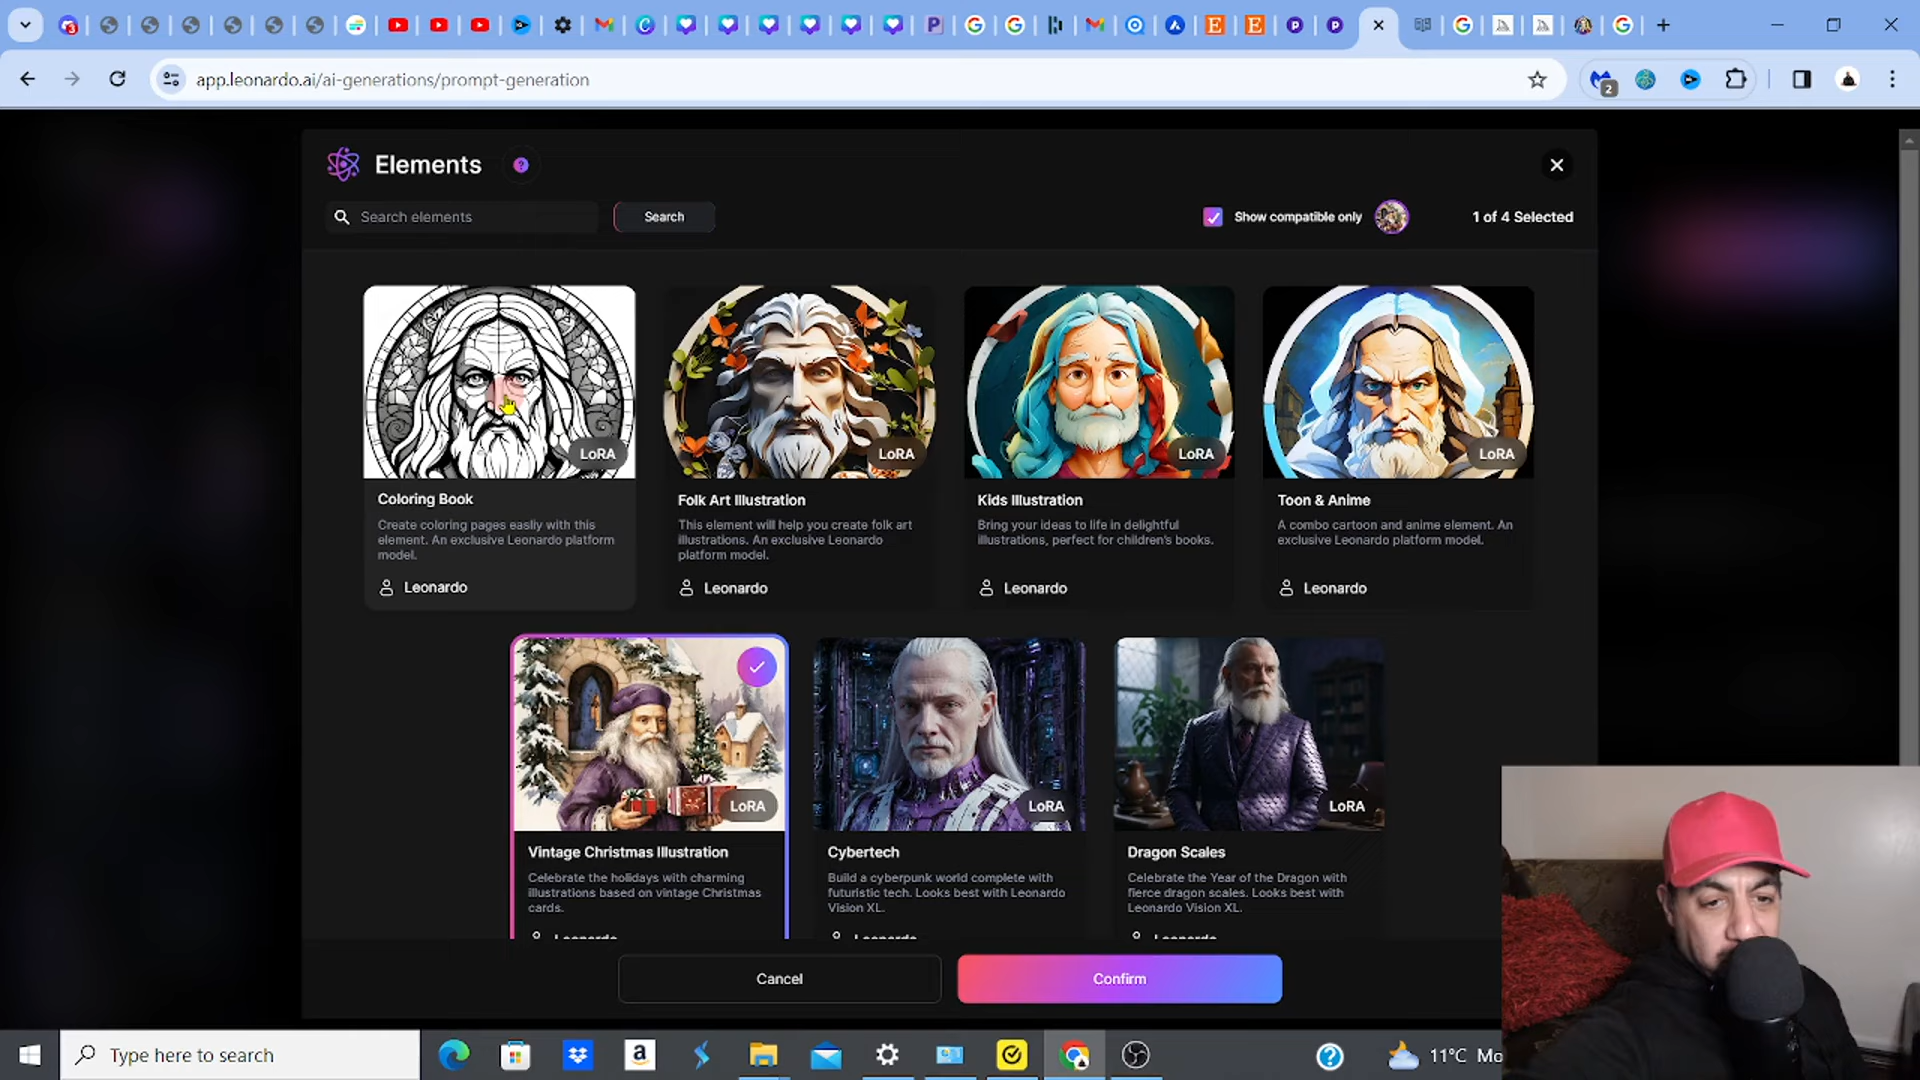 app.leonardo.ai/ai-generations/prompt-generation
2
Elements
?
Search elements
Search
Show compatible only
1 of 4 Selected
LoRA
LoRA
LoRA
LoRA
Coloring Book
Folk Art Illustration
Kids Illustration
Toon & Anime
Create coloring pages easily with this
element. An exclusive Leonardo platform
model.
This element will help you create folk art
illustrations. An exclusive Leonardo
platform model.
Bring your ideas to life in delightful
illustrations, perfect for children's books.
A combo cartoon and anime element. An
exclusive Leonardo platform model.
Leonardo
Leonardo
Leonardo
Leonardo
LoRA
LoRA
LoRA
Vintage Christmas Illustration
Cybertech
Dragon Scales
Celebrate the holidays with charming
illustrations based on vintage Christmas
cards.
Build a cyberpunk world complete with
futuristic tech. Looks best with Leonardo
Vision XL.
Celebrate the Year of the Dragon with
fierce dragon scales. Looks best with
Leonardo Vision XL.
Leonardo
Leonardo
Leonardo
Cancel
Confirm
Type here to search
11°C Mo